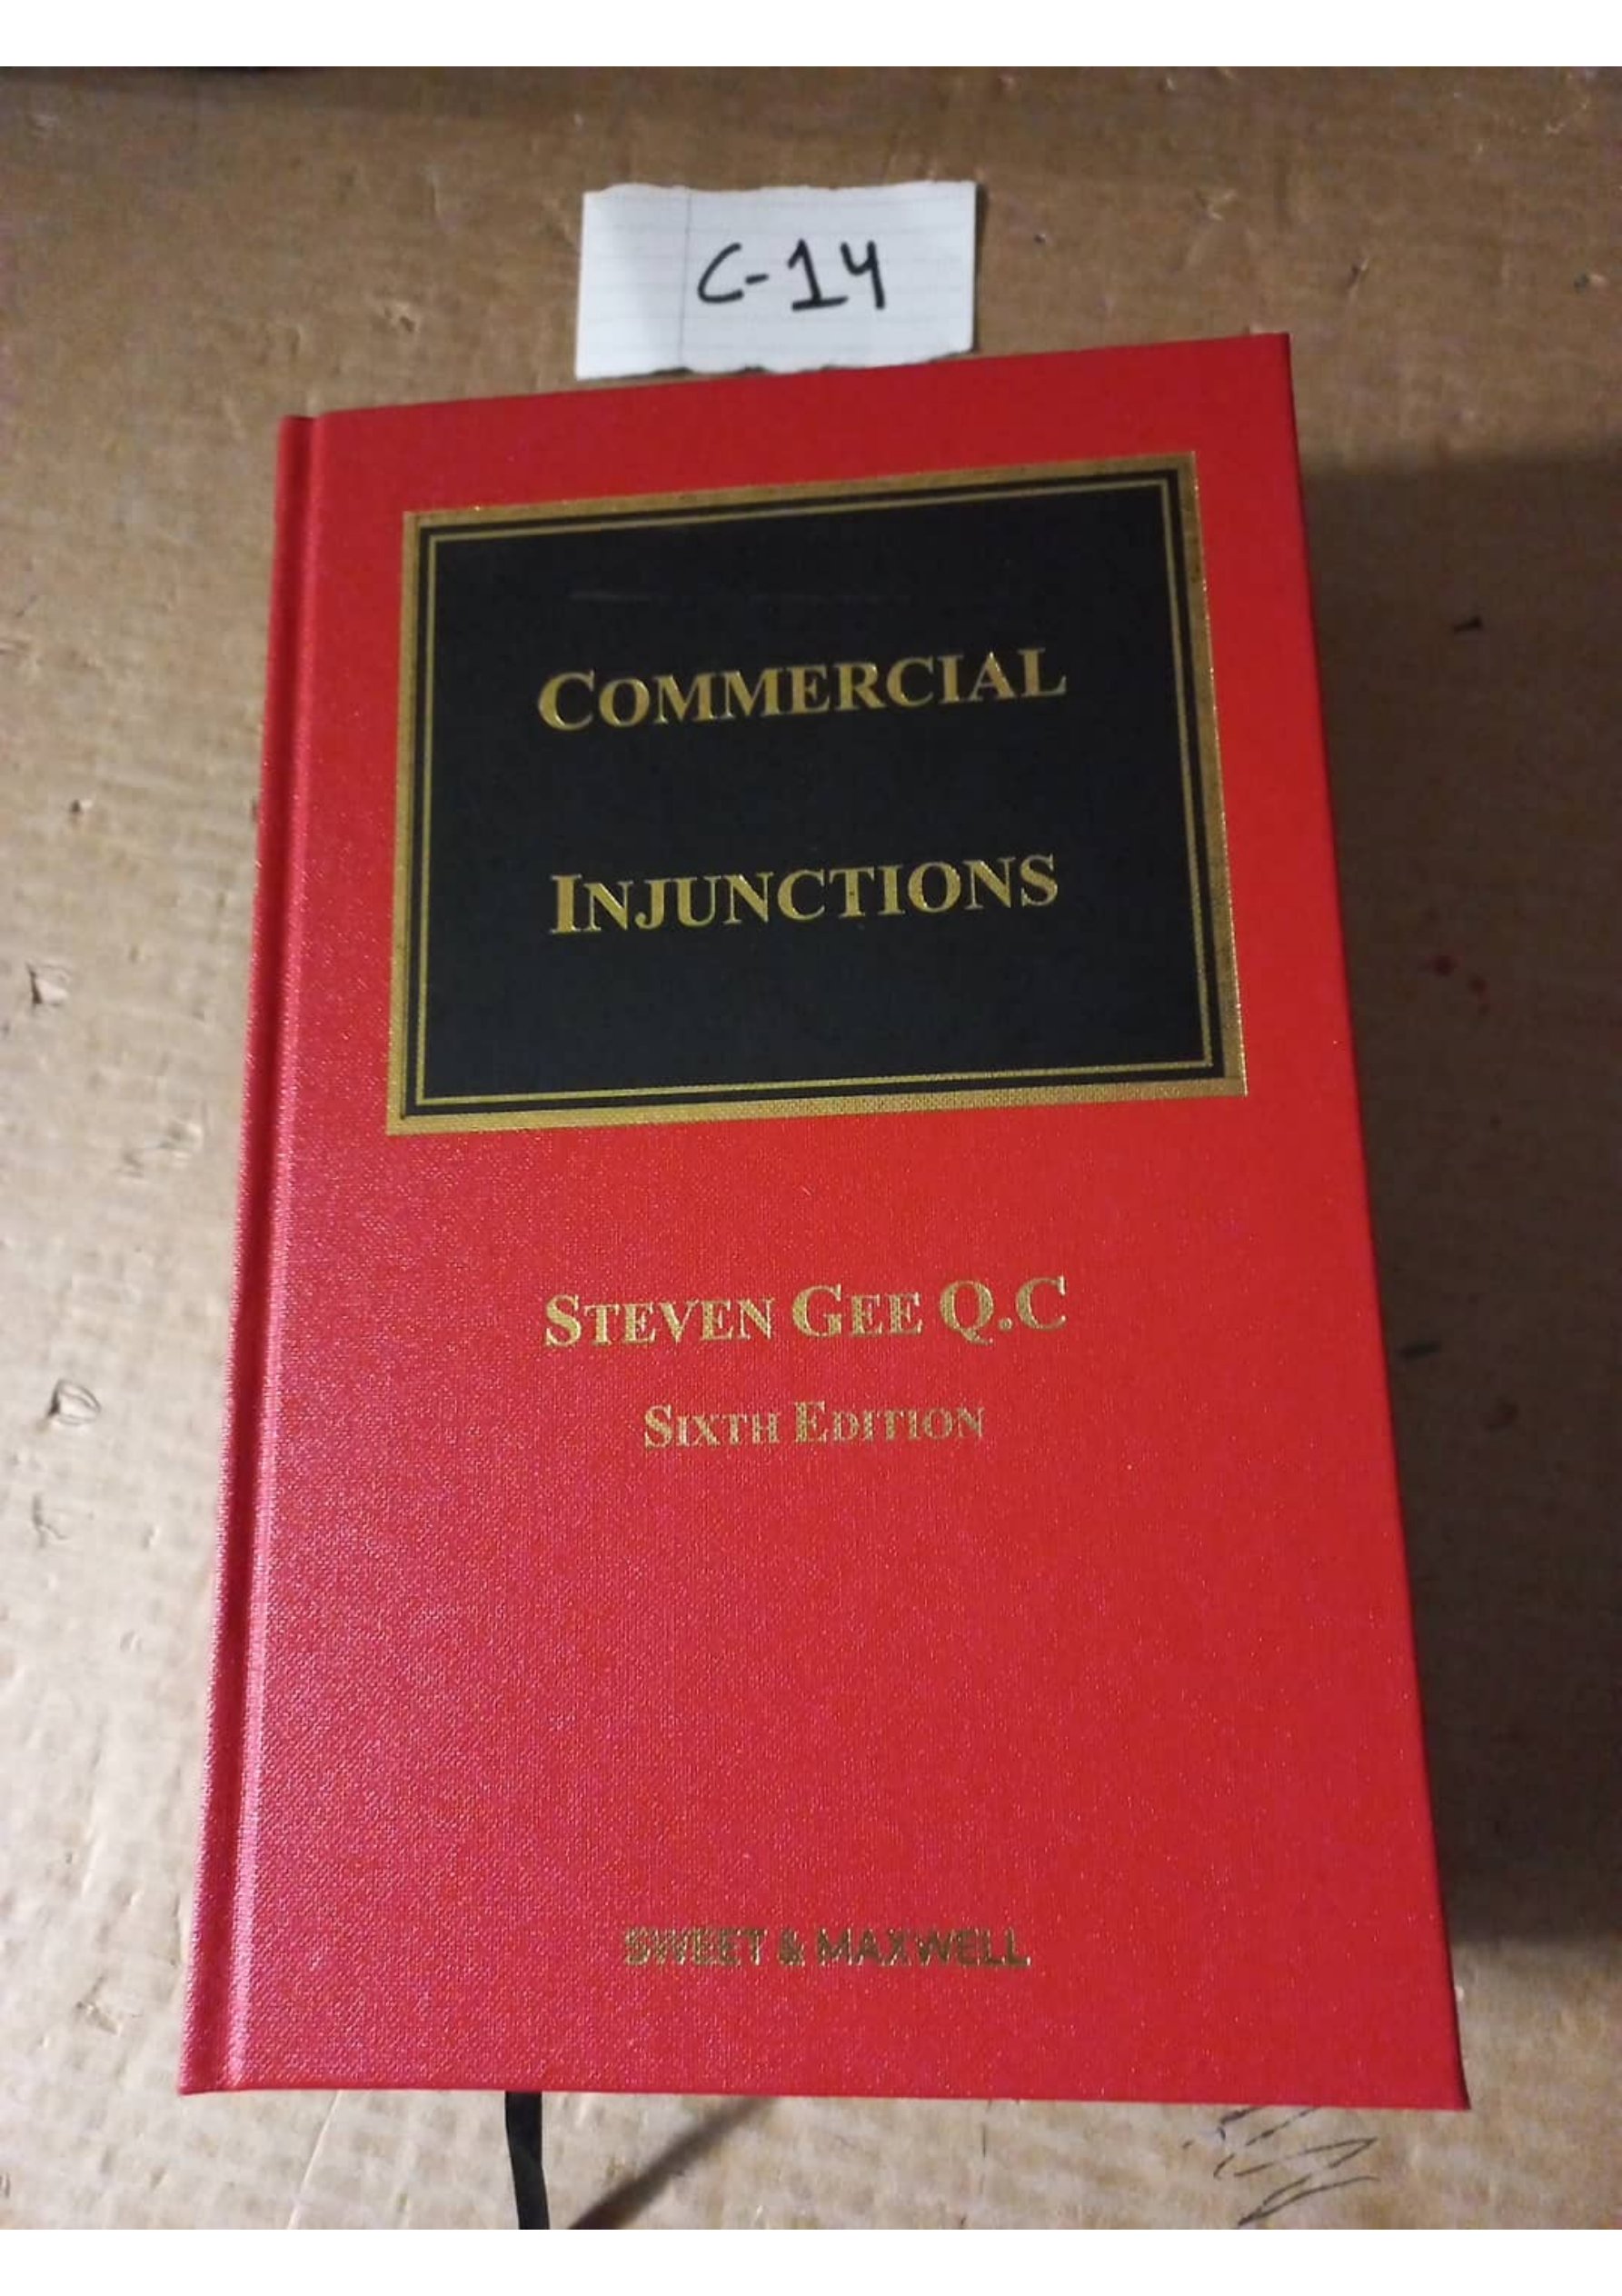 C-14
COMMERCIAL
INJUNCTIONS
STEVEN GEE Q.C
SIXTH EDITION
SWEET & MAXWELL